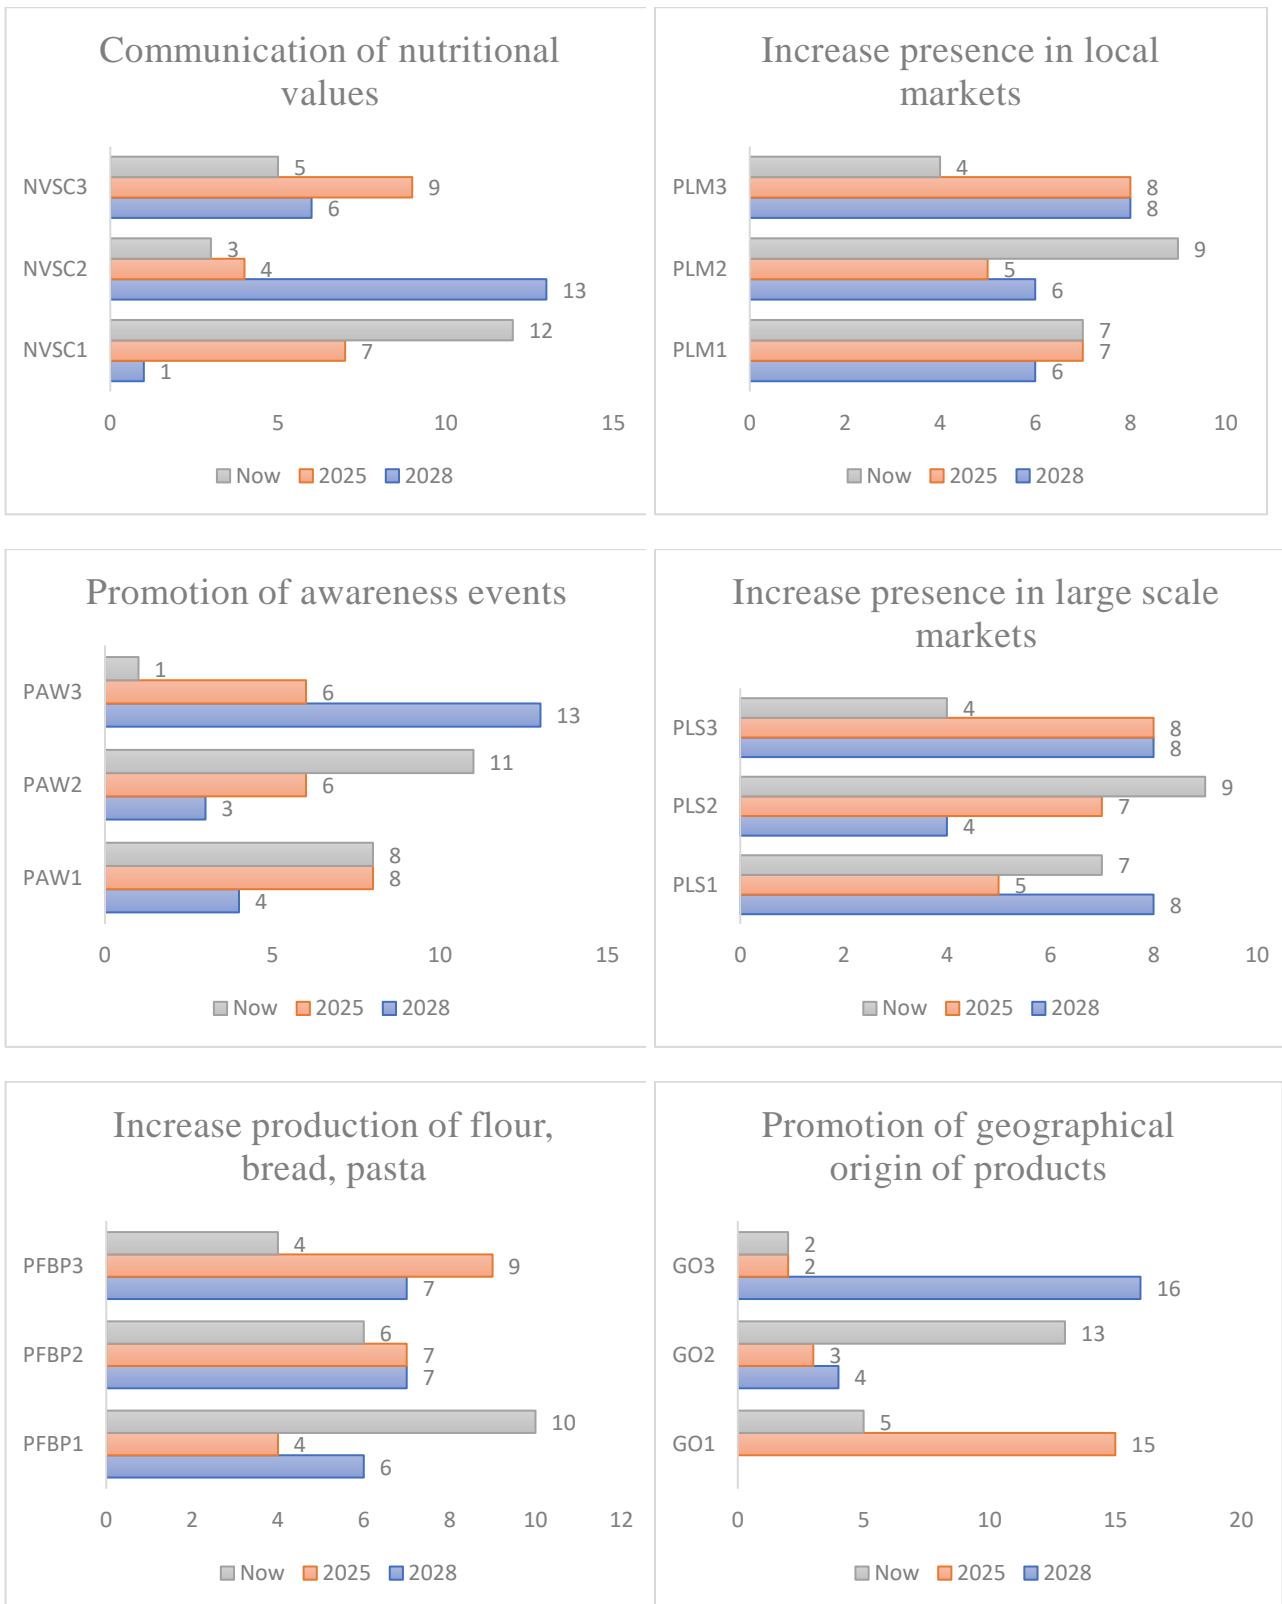 Communication of nutritional
values
NVSC3
5
9
6
NVSC2
3
4
13
NVSC1
12
7
1
0 5 10 15
Now 2025 2028
Increase presence in local
markets
PLM3
4
8
8
PLM2
9
5
6
PLM1
7
7
6
0 2 4 6 8 10
Now 2025 2028
Promotion of awareness events
PAW3
1
6
13
PAW2
11
6
3
PAW1
8
8
4
0 5 10 15
Now 2025 2028
Increase presence in large scale
markets
PLS3
4
8
8
PLS2
9
7
4
PLS1
7
5
8
0 2 4 6 8 10
Now 2025 2028
Increase production of flour,
bread, pasta
PFBP3
4
9
7
PFBP2
6
7
7
PFBP1
10
4
6
0 2 4 6 8 10 12
Now 2025 2028
Promotion of geographical
origin of products
GO3
2
2
16
GO2
13
3
4
GO1
5
15
0 5 10 15 20
Now 2025 2028